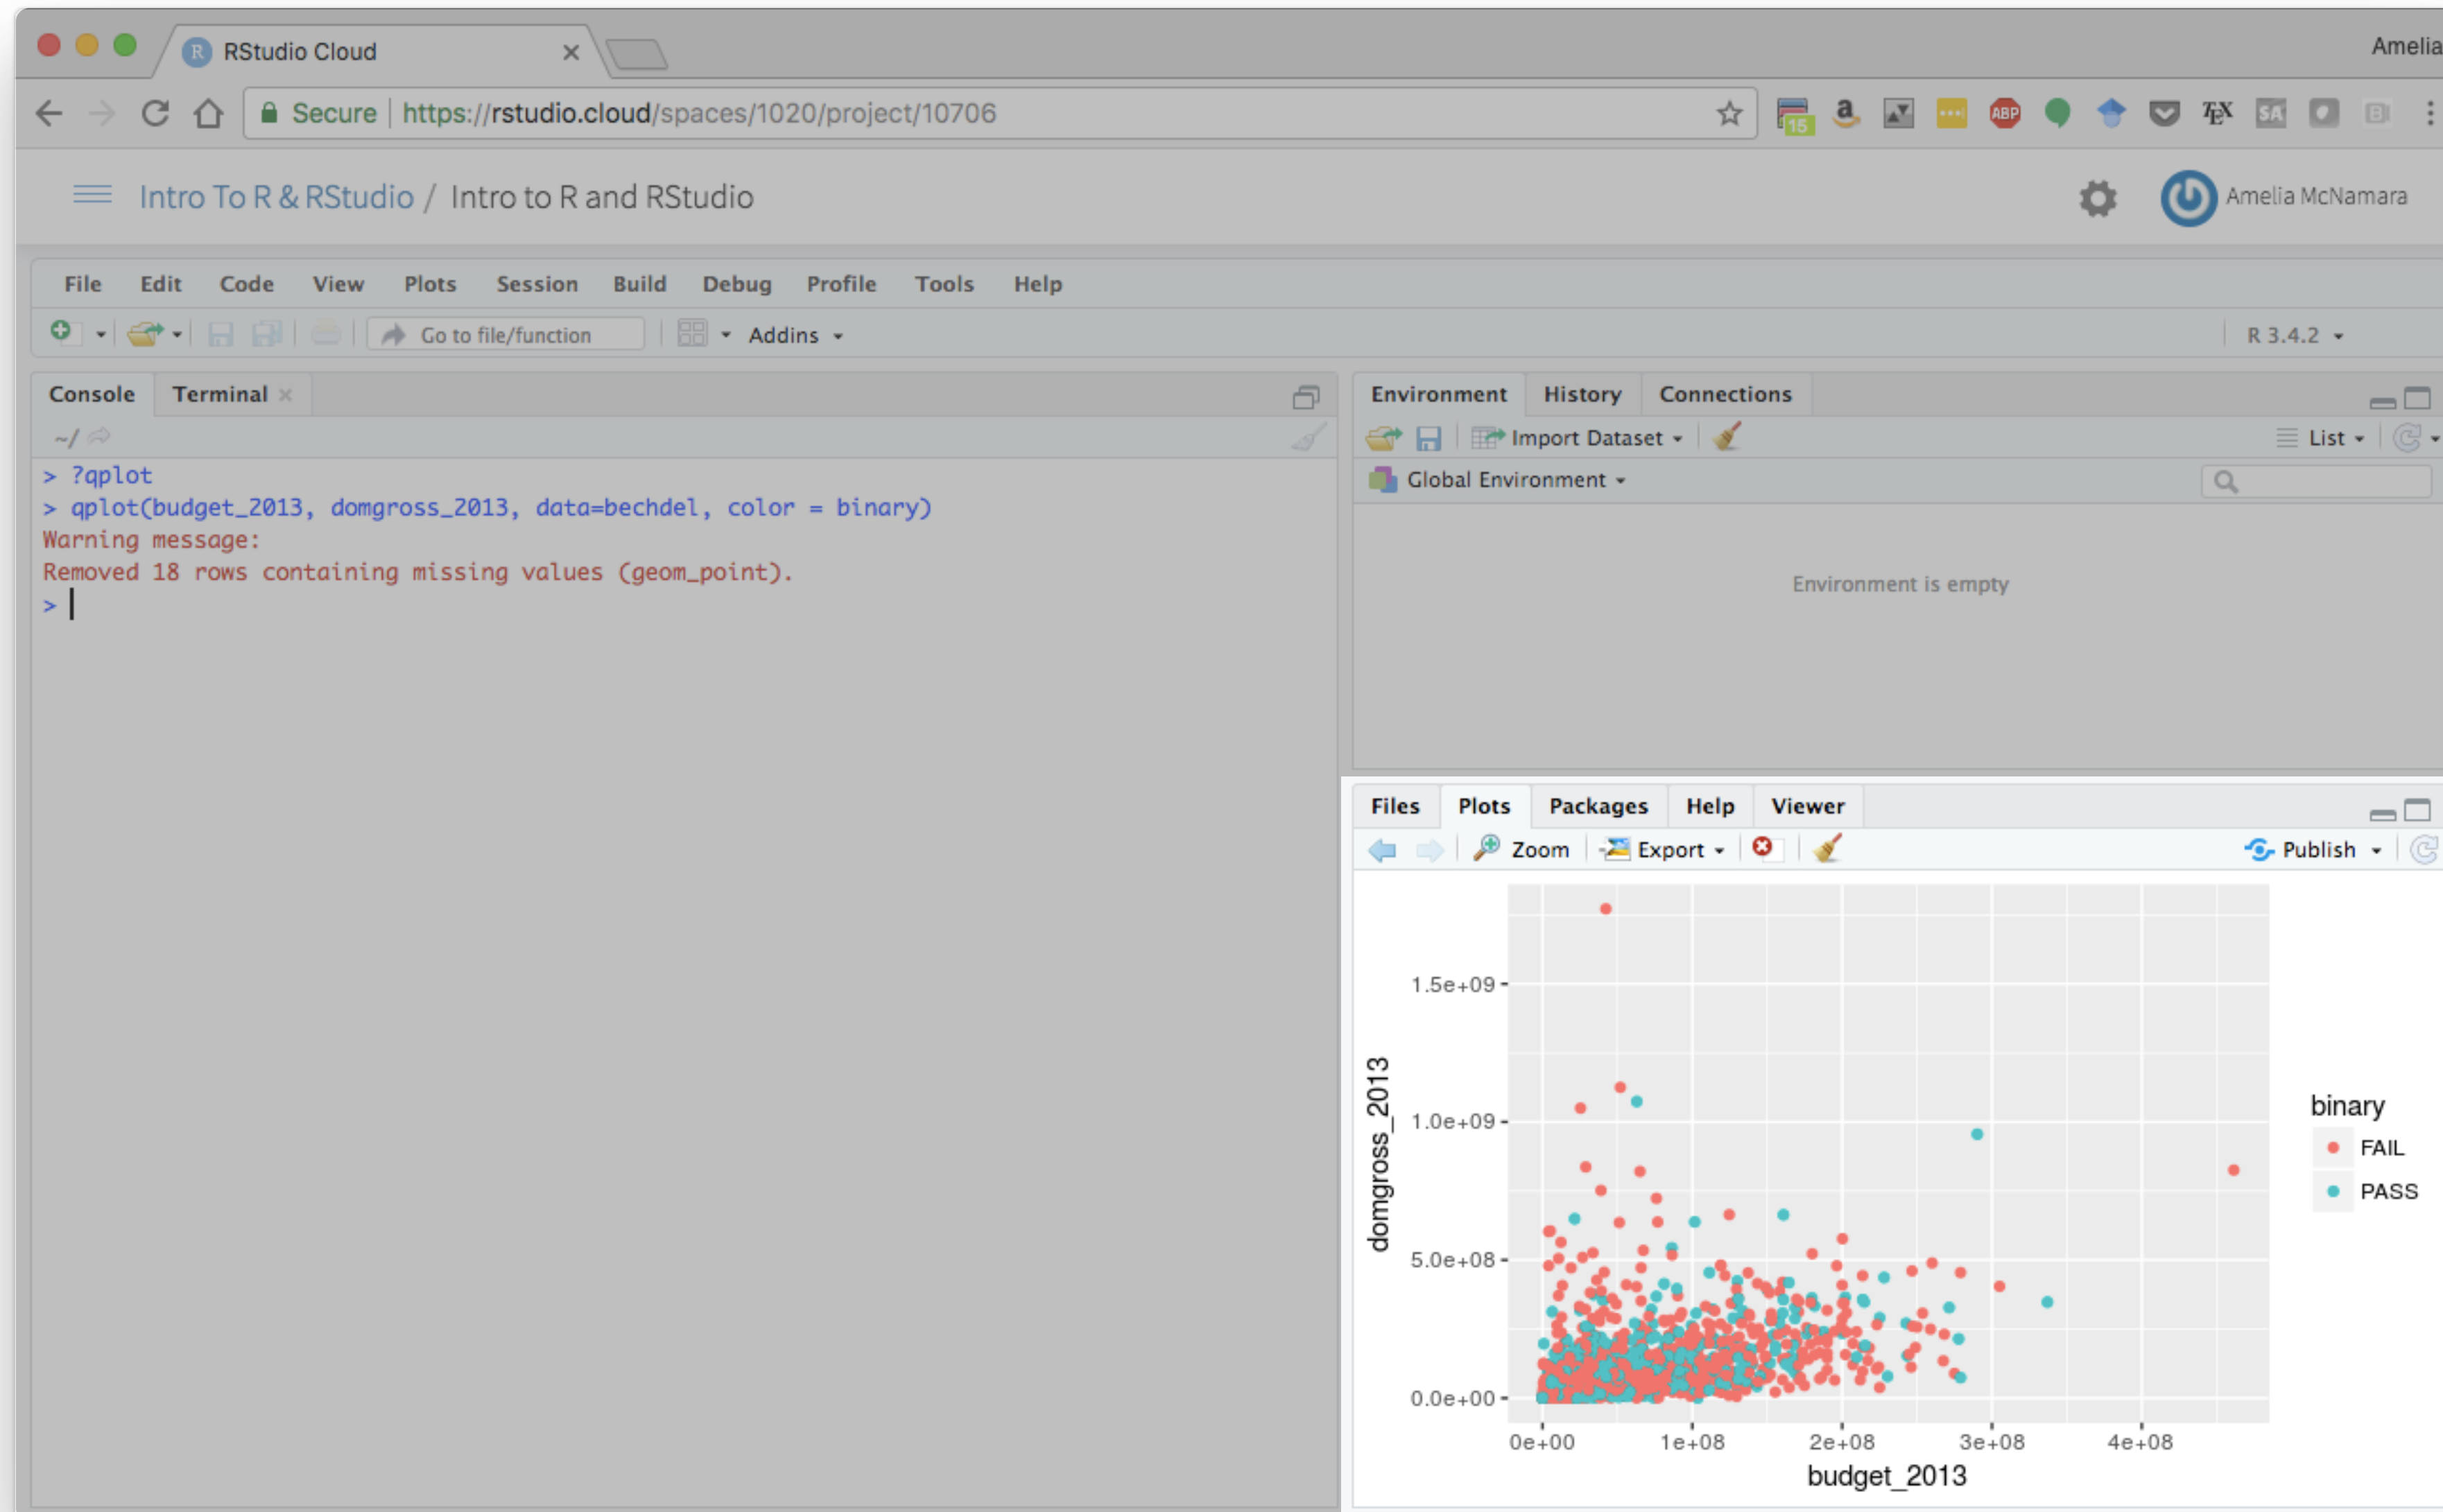 RStudio Cloud
Amelia
Secure https://rstudio.cloud/spaces/1020/project/10706
15 a ABP TEX SA B
Intro To R & RStudio / Intro to R and RStudio
Amelia McNamara
File Edit Code View Plots Session Build Debug Profile Tools Help
Go to file/function Addins R 3.4.2
Console Terminal
~/
> ?qplot
> qplot(budget_2013, domgross_2013, data=bechdel, color = binary)
Warning message:
Removed 18 rows containing missing values (geom_point).
>
Environment History Connections
Import Dataset List
Global Environment
Environment is empty
Files Plots Packages Help Viewer
Zoom Export Publish
1.5e+09
1.0e+09
5.0e+08
0.0e+00
domgross_2013
0e+00 1e+08 2e+08 3e+08 4e+08
budget_2013
binary
FAIL
PASS